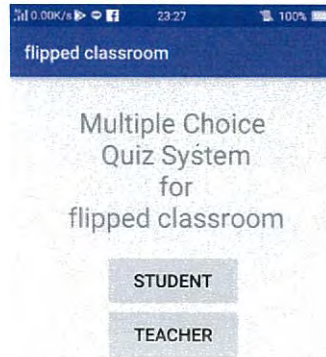 0.00K/s 23:27 100%
flipped classroom
Multiple Choice
Quiz System
for
flipped classroom
STUDENT
TEACHER